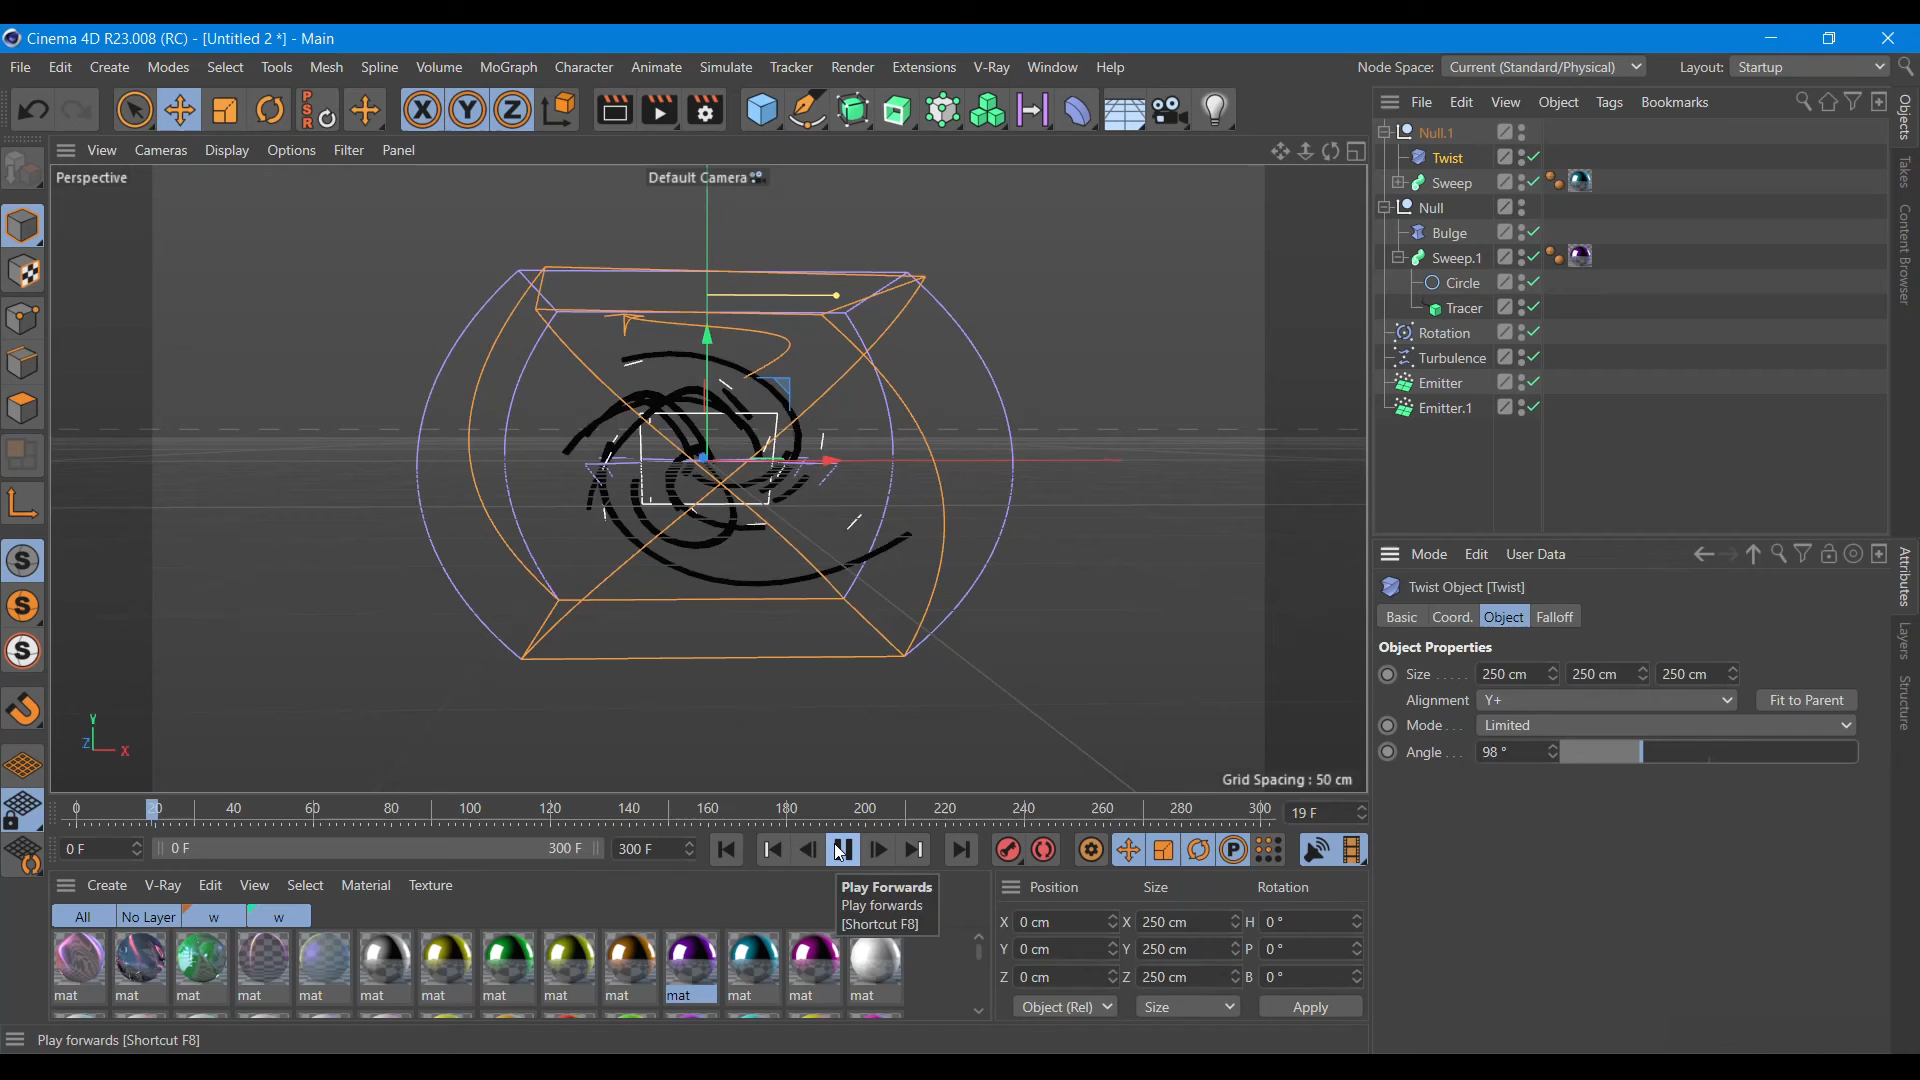 Cinema 4D R23.008 (RC) - [Untitled 2 *] - Main
File Edit Create Modes Select Tools Mesh Spline Volume MoGraph Character Animate Simulate Tracker Render Extensions V-Ray Window Help Node Space: Current (Standard/Physical) Layout: Startup
PSR X Y Z
File Edit View Object Tags Bookmarks
View Cameras Display Options Filter Panel
Perspective Default Camera
Null.1
Twist
Sweep
Null
Bulge
Sweep.1
Circle
Tracer
Rotation
Turbulence
Emitter
Emitter.1
Objects
Takes
Content Browser
S
S
S
Y
Z X
Grid Spacing : 50 cm
Mode Edit User Data
Twist Object [Twist]
Basic Coord. Object Falloff
Object Properties
Size . . . . . 250 cm 250 cm 250 cm
Alignment Y+ Fit to Parent
Mode . . . Limited
Angle . . . 98 °
Attributes
Layers
Structure
0 20 40 60 80 100 120 140 160 180 200 220 240 260 280 300 19 F
0 F 0 F 300 F 300 F P
Create V-Ray Edit View Select Material Texture
All No Layer w w
Play Forwards
Play forwards
[Shortcut F8]
mat mat mat mat mat mat mat mat mat mat mat mat mat mat
Position Size Rotation
X 0 cm X 250 cm H 0 °
Y 0 cm Y 250 cm P 0 °
Z 0 cm Z 250 cm B 0 °
Object (Rel) Size Apply
Play forwards [Shortcut F8]